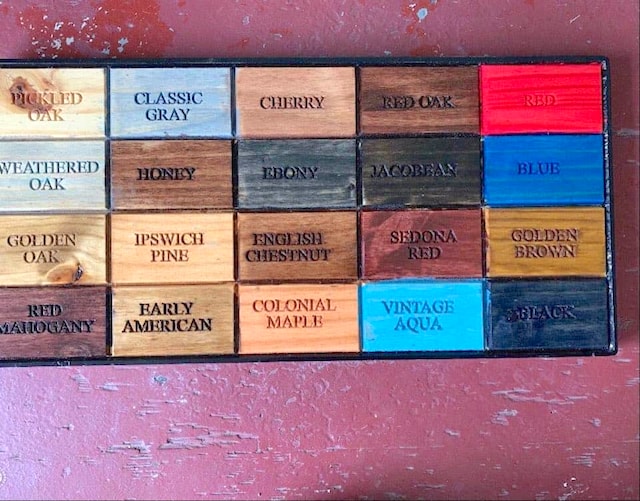 PICKLED OAK
CLASSIC GRAY
CHERRY
RED OAK
RED
WEATHERED OAK
HONEY
EBONY
JACOBEAN
BLUE
GOLDEN OAK
IPSWICH PINE
ENGLISH CHESTNUT
SEDONA RED
GOLDEN BROWN
RED MAHOGANY
EARLY AMERICAN
COLONIAL MAPLE
VINTAGE AQUA
BLACK